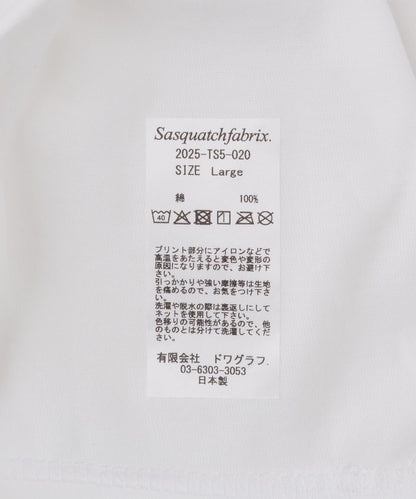 Sasquatchfabrix.
2025-TS5-020
SIZE Large
綿 100%
40
プリント部分にアイロンなどで
高温をあたえると変色や変形の
原因になりますので、お避け下
さい。
引っかかりや強い摩擦等は生地
を痛めるので、お気をつけ下さ
い。
洗濯や脱水の際は裏返しにして
ネットを使用して下さい。
色移りの可能性があるので、他
のものとは分けて洗濯してくだ
さい。
有限会社 ドワグラフ.
03-6303-3053
日本製